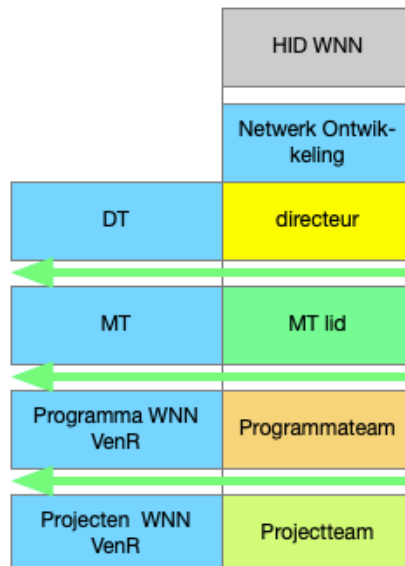 HID WNN
Netwerk Ontwik-
keling
DT
directeur
MT
MT lid
Programma WNN
VenR
Programmateam
Projecten WNN
VenR
Projectteam